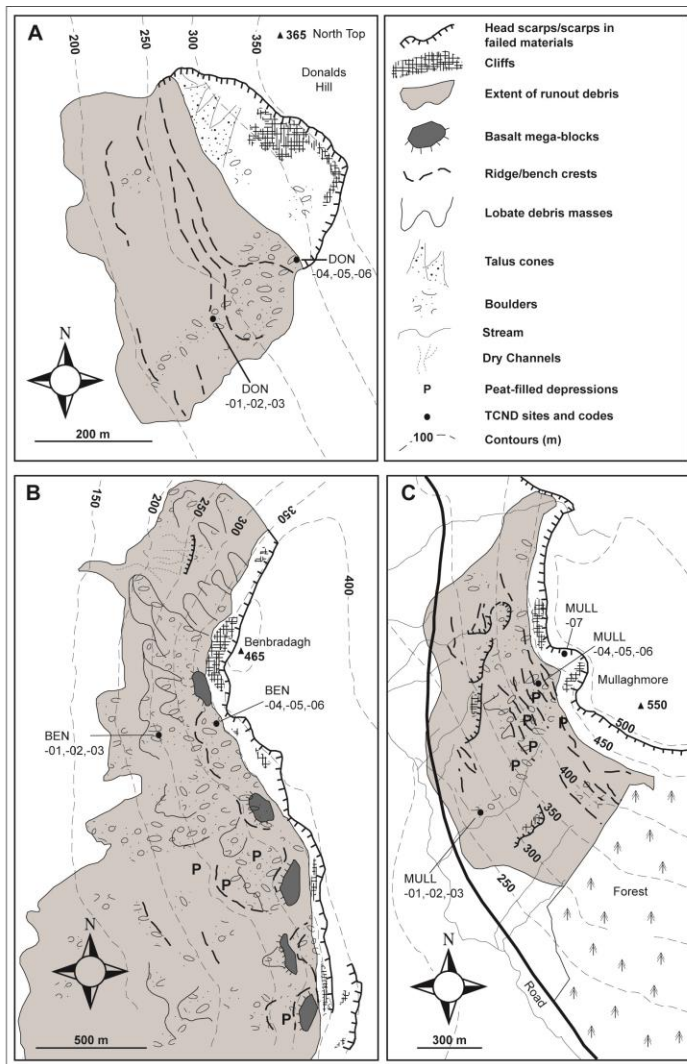 A
200
250
300
350
▲ 365 North Top
Donalds
Hill
DON
-04,-05,-06
DON
-01,-02,-03
N
200 m
Head scarps/scarps in
failed materials
Cliffs
Extent of runout debris
Basalt mega-blocks
Ridge/bench crests
Lobate debris masses
Talus cones
Boulders
Stream
Dry Channels
P Peat-filled depressions
TCND sites and codes
100 Contours (m)
B
150
200
250
300
350
400
Benbradagh
▲ 465
BEN
-04,-05,-06
BEN
-01,-02,-03
P
P
P
P
P
N
500 m
C
MULL
-07
MULL
-04,-05,-06
Mullaghmore
▲ 550
500
450
P
P
P
P
P
P
400
350
300
250
MULL
-01,-02,-03
Forest
Road
N
300 m